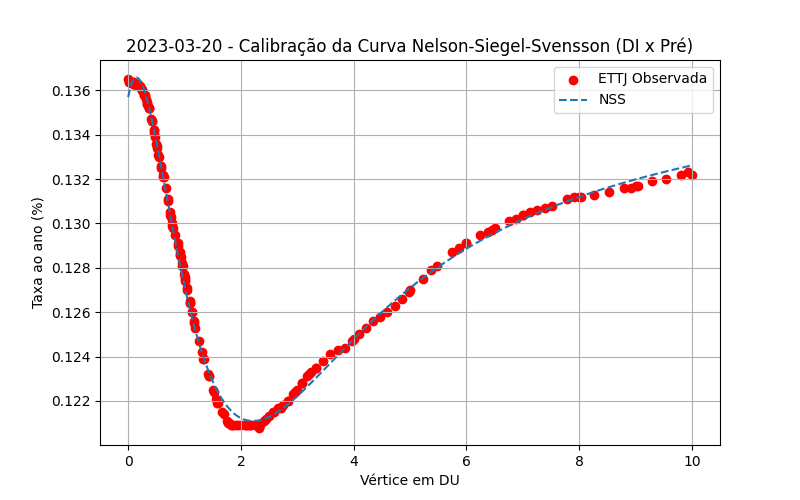 2023-03-20 - Calibração da Curva Nelson-Siegel-Svensson (DI x Pré)
ETTJ Observada
NSS
Taxa ao ano (%)
0.136
0.134
0.132
0.130
0.128
0.126
0.124
0.122
0 2 4 6 8 10
Vértice em DU